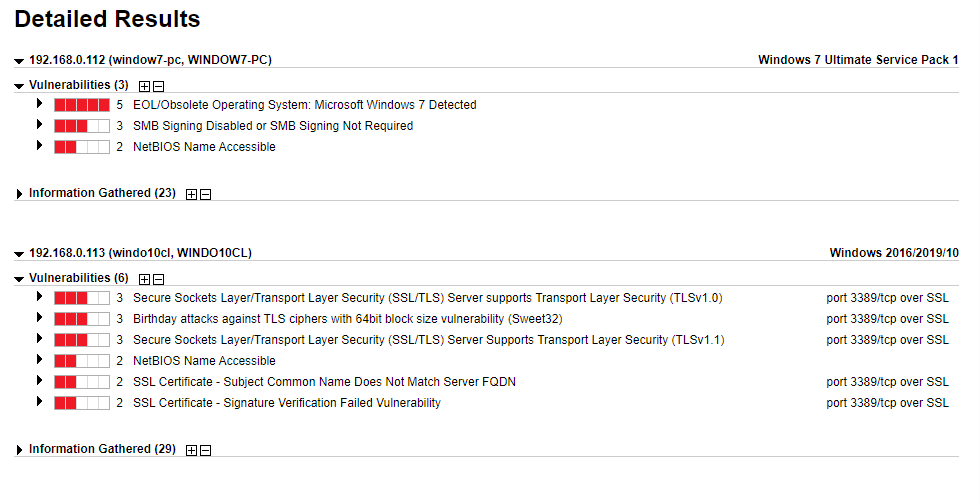 Detailed Results
192.168.0.112 (window7-pc, WINDOW7-PC) Windows 7 Ultimate Service Pack 1
Vulnerabilities (3)
5 EOL/Obsolete Operating System: Microsoft Windows 7 Detected
3 SMB Signing Disabled or SMB Signing Not Required
2 NetBIOS Name Accessible
Information Gathered (23)
192.168.0.113 (windo10cl, WINDO10CL) Windows 2016/2019/10
Vulnerabilities (6)
3 Secure Sockets Layer/Transport Layer Security (SSL/TLS) Server supports Transport Layer Security (TLSv1.0) port 3389/tcp over SSL
3 Birthday attacks against TLS ciphers with 64bit block size vulnerability (Sweet32) port 3389/tcp over SSL
3 Secure Sockets Layer/Transport Layer Security (SSL/TLS) Server Supports Transport Layer Security (TLSv1.1) port 3389/tcp over SSL
2 NetBIOS Name Accessible
2 SSL Certificate - Subject Common Name Does Not Match Server FQDN port 3389/tcp over SSL
2 SSL Certificate - Signature Verification Failed Vulnerability port 3389/tcp over SSL
Information Gathered (29)